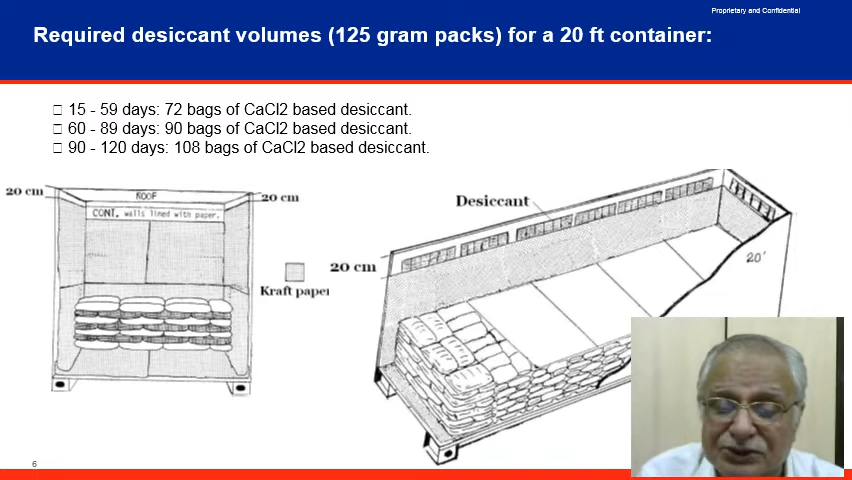 Proprietary and Confidential
Required desiccant volumes (125 gram packs) for a 20 ft container:
□ 15 - 59 days: 72 bags of CaCl2 based desiccant.
□ 60 - 89 days: 90 bags of CaCl2 based desiccant.
□ 90 - 120 days: 108 bags of CaCl2 based desiccant.
20 cm
ROOF
20 cm
CONT. walls lined with paper.
Kraft paper
Desiccant
20 cm
20'
6